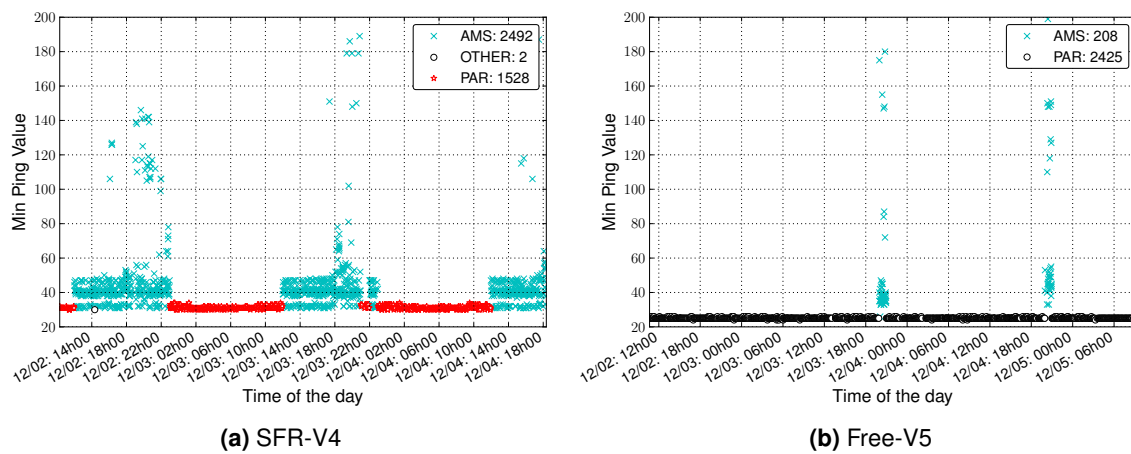 200
180
160
140
120
100
80
60
40
20
Min Ping Value
AMS: 2492
OTHER: 2
PAR: 1528
12/02: 14h00
12/02: 18h00
12/02: 22h00
12/03: 02h00
12/03: 06h00
12/03: 10h00
12/03: 14h00
12/03: 18h00
12/03: 22h00
12/04: 02h00
12/04: 06h00
12/04: 10h00
12/04: 14h00
12/04: 18h00
Time of the day
(a) SFR-V4
200
180
160
140
120
100
80
60
40
20
Min Ping Value
AMS: 208
PAR: 2425
12/02: 12h00
12/02: 18h00
12/03: 00h00
12/03: 06h00
12/03: 12h00
12/03: 18h00
12/04: 00h00
12/04: 06h00
12/04: 12h00
12/04: 18h00
12/05: 00h00
12/05: 06h00
Time of the day
(b) Free-V5